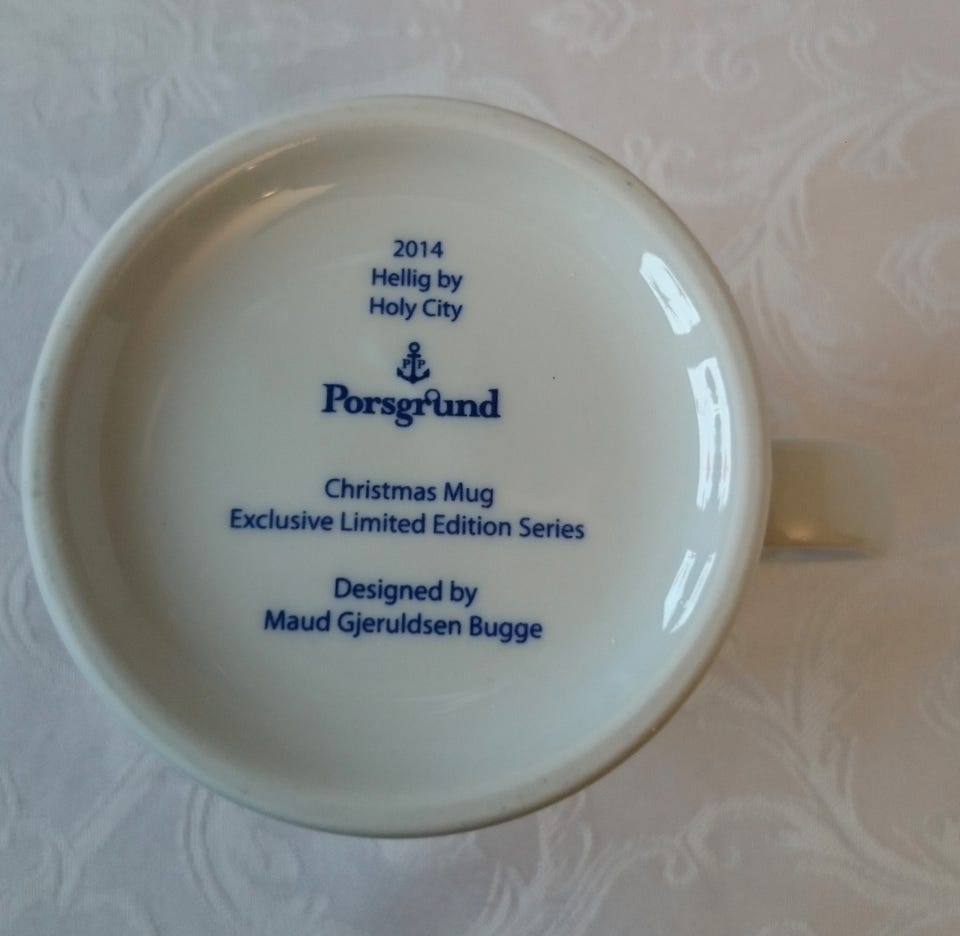 2014
Hellig by
Holy City
P P
Porsgrund
Christmas Mug
Exclusive Limited Edition Series
Designed by
Maud Gjeruldsen Bugge